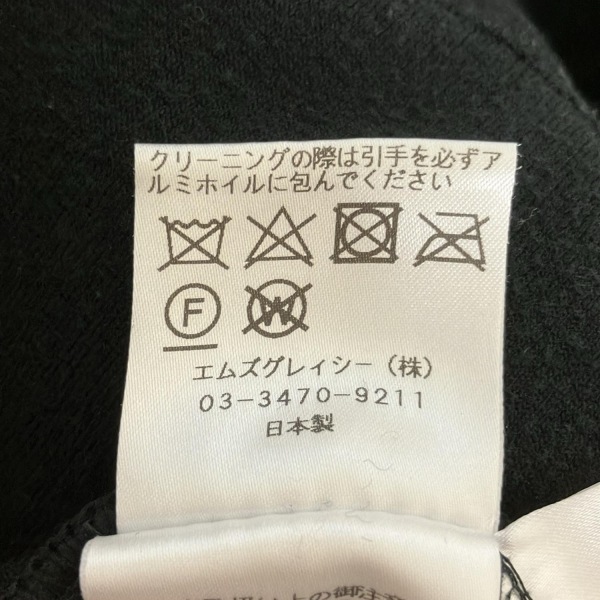 クリーニングの際は引手を必ずア
ルミホイルに包んでください
F W
エムズグレイシー（株）
03-3470-9211
日本製